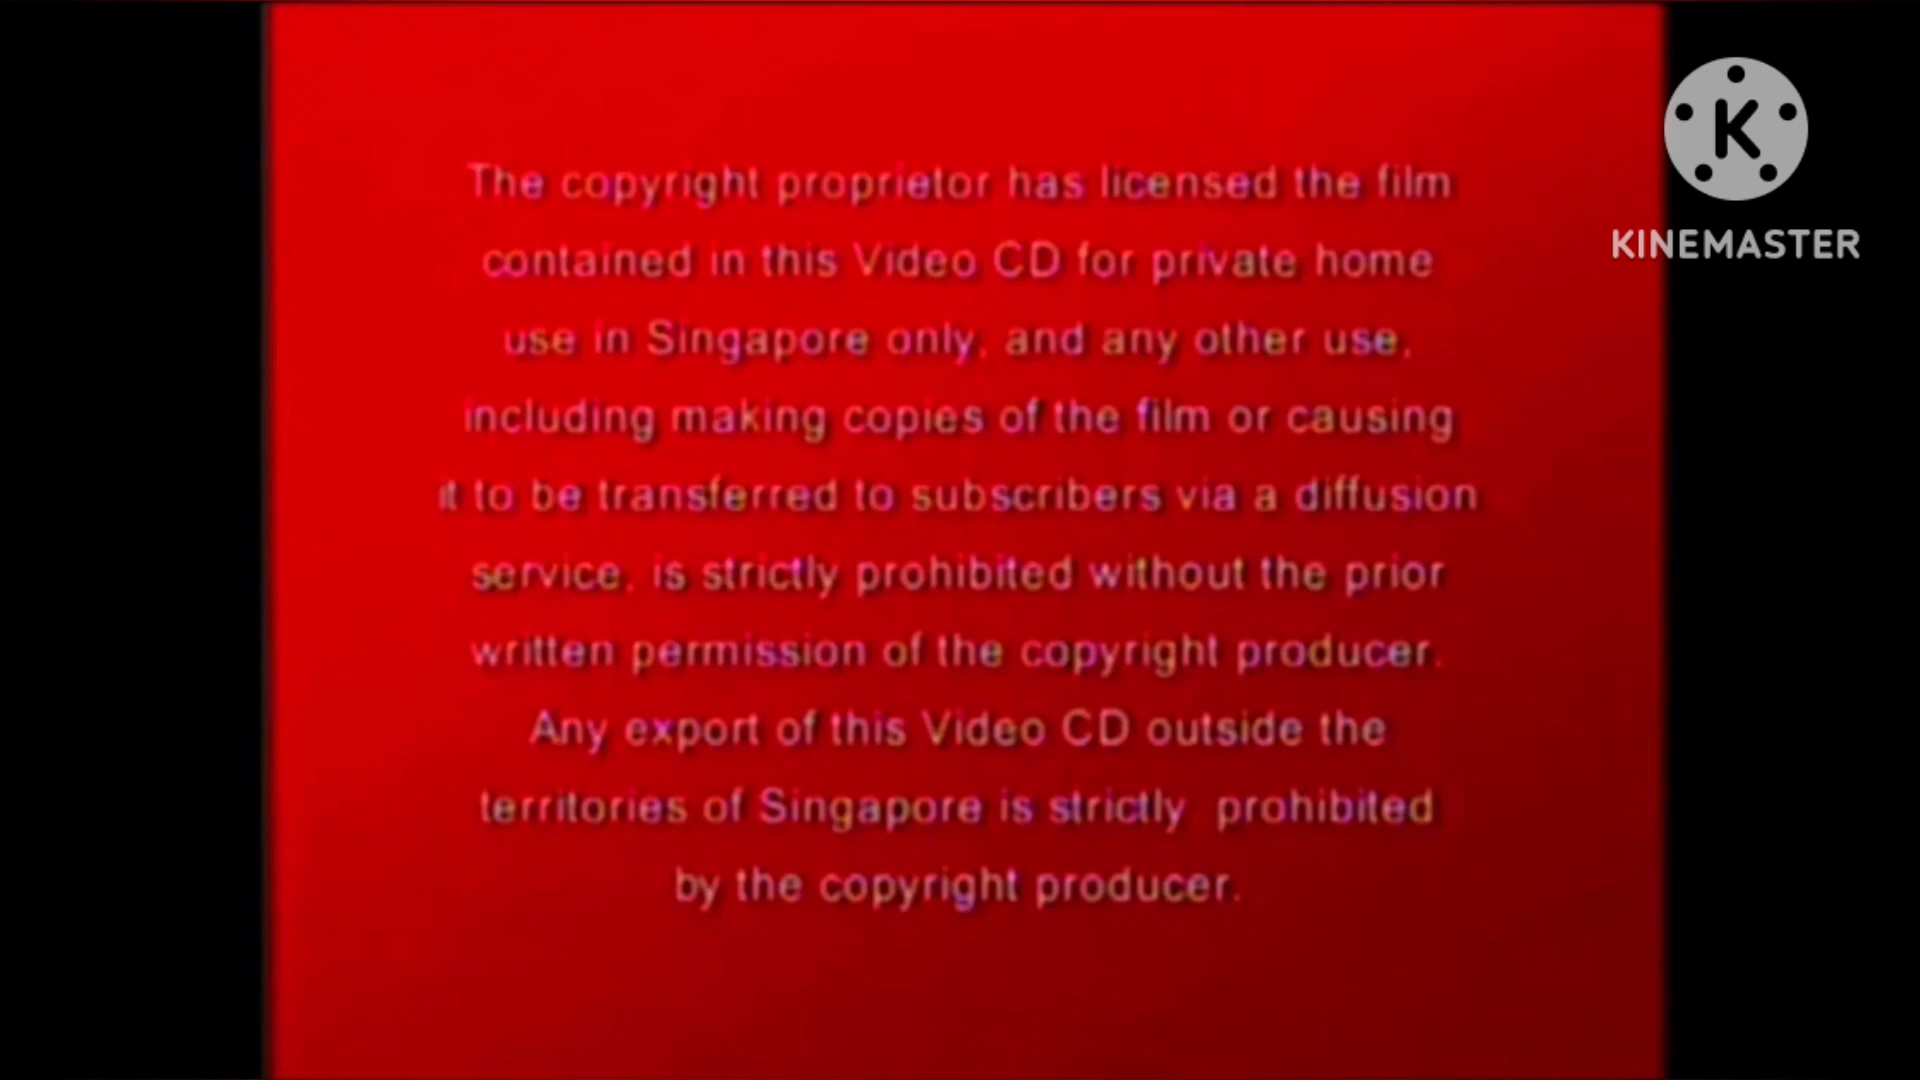 The copyright proprietor has licensed the film
contained in this Video CD for private home
use in Singapore only, and any other use,
including making copies of the film or causing
it to be transferred to subscribers via a diffusion
service, is strictly prohibited without the prior
written permission of the copyright producer.
Any export of this Video CD outside the
territories of Singapore is strictly prohibited
by the copyright producer.
K
KINEMASTER